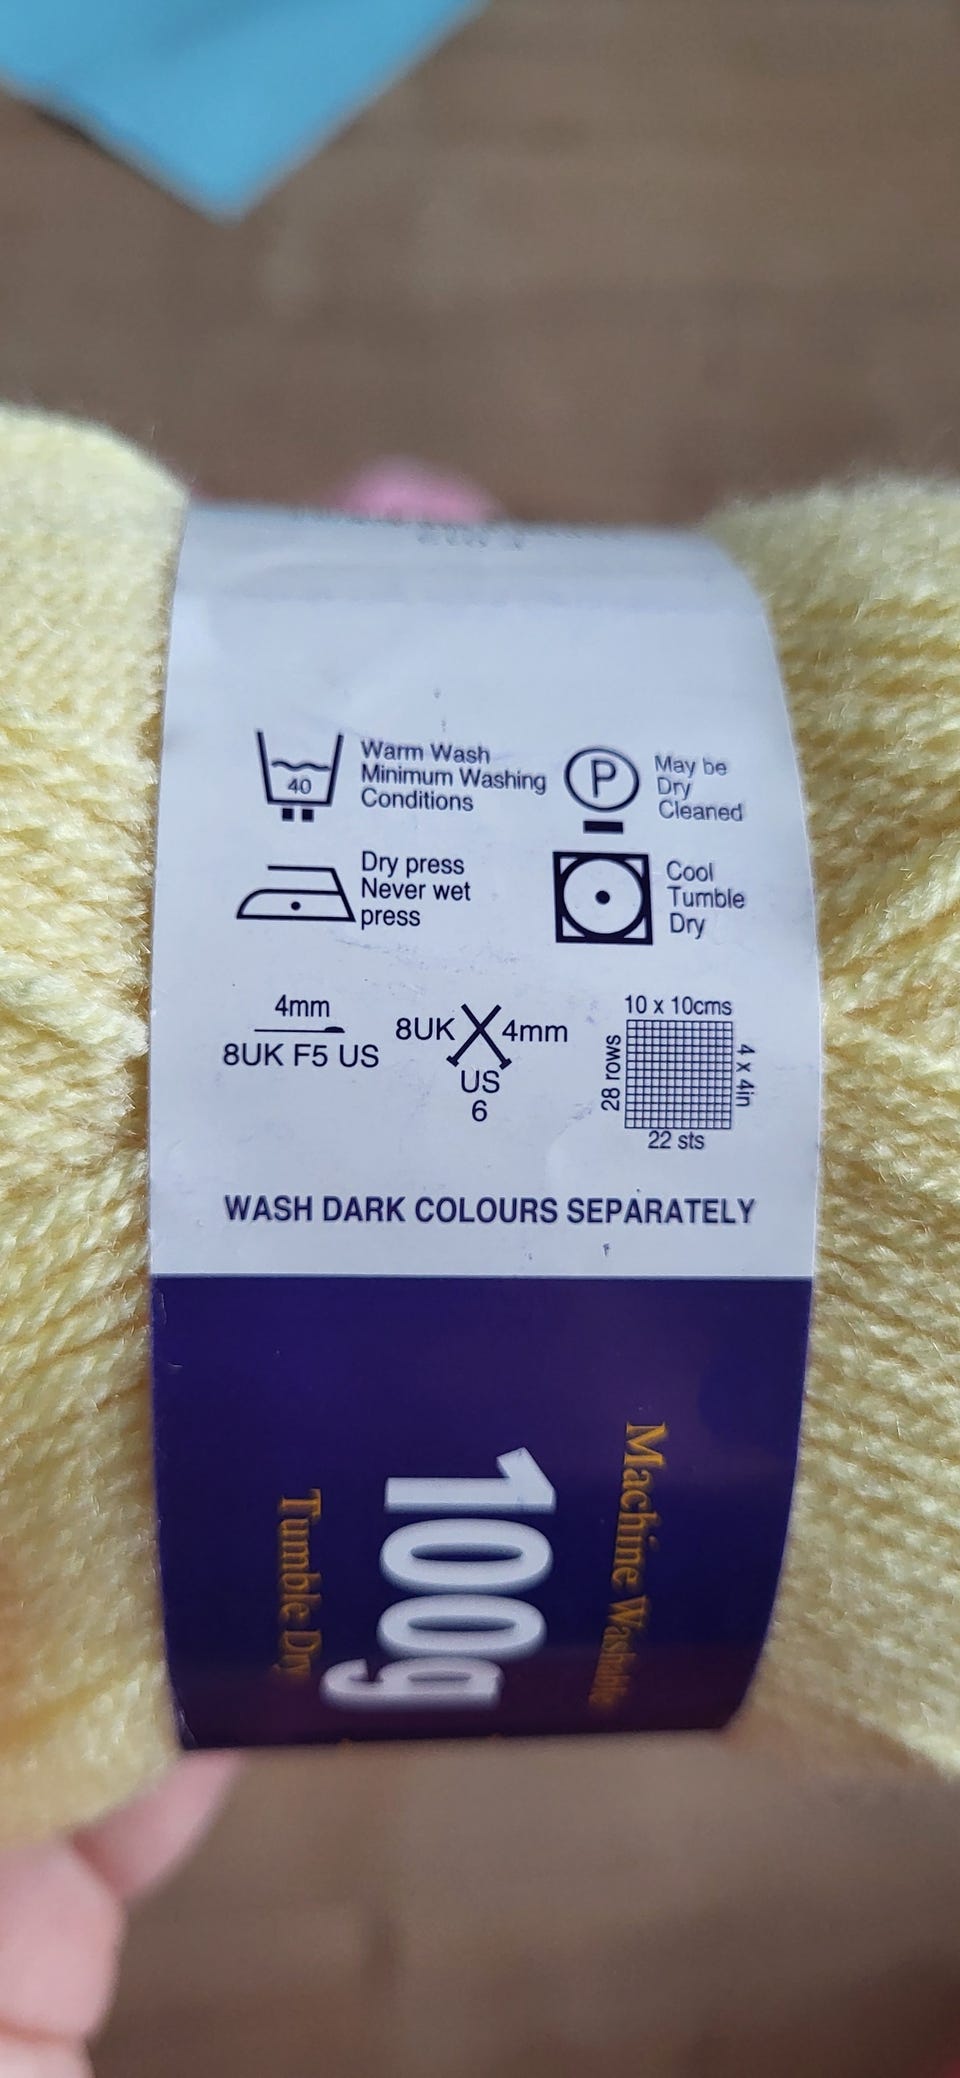 40
Warm Wash
Minimum Washing
Conditions
P
May be
Dry
Cleaned
Dry press
Never wet
press
Cool
Tumble
Dry
4mm
8UK F5 US
8UK
4mm
US
6
10 x 10cms
28 rows
4 x 4in
22 sts
WASH DARK COLOURS SEPARATELY
Machine Washable
100g
Tumble Dry